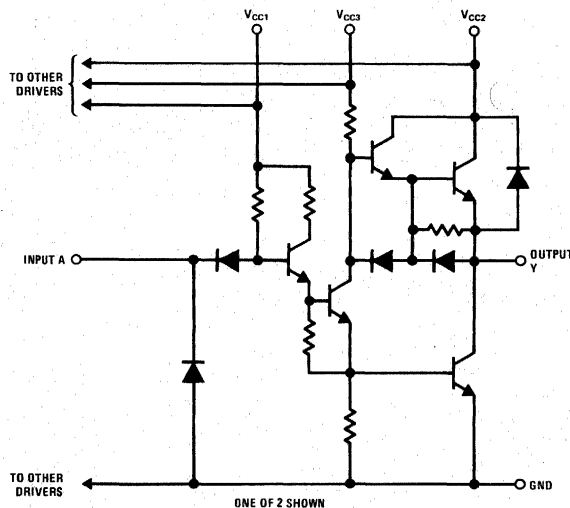 VCC1
VCC3
VCC2
TO OTHER
DRIVERS
INPUT A
OUTPUT
Y
TO OTHER
DRIVERS
GND
ONE OF 2 SHOWN